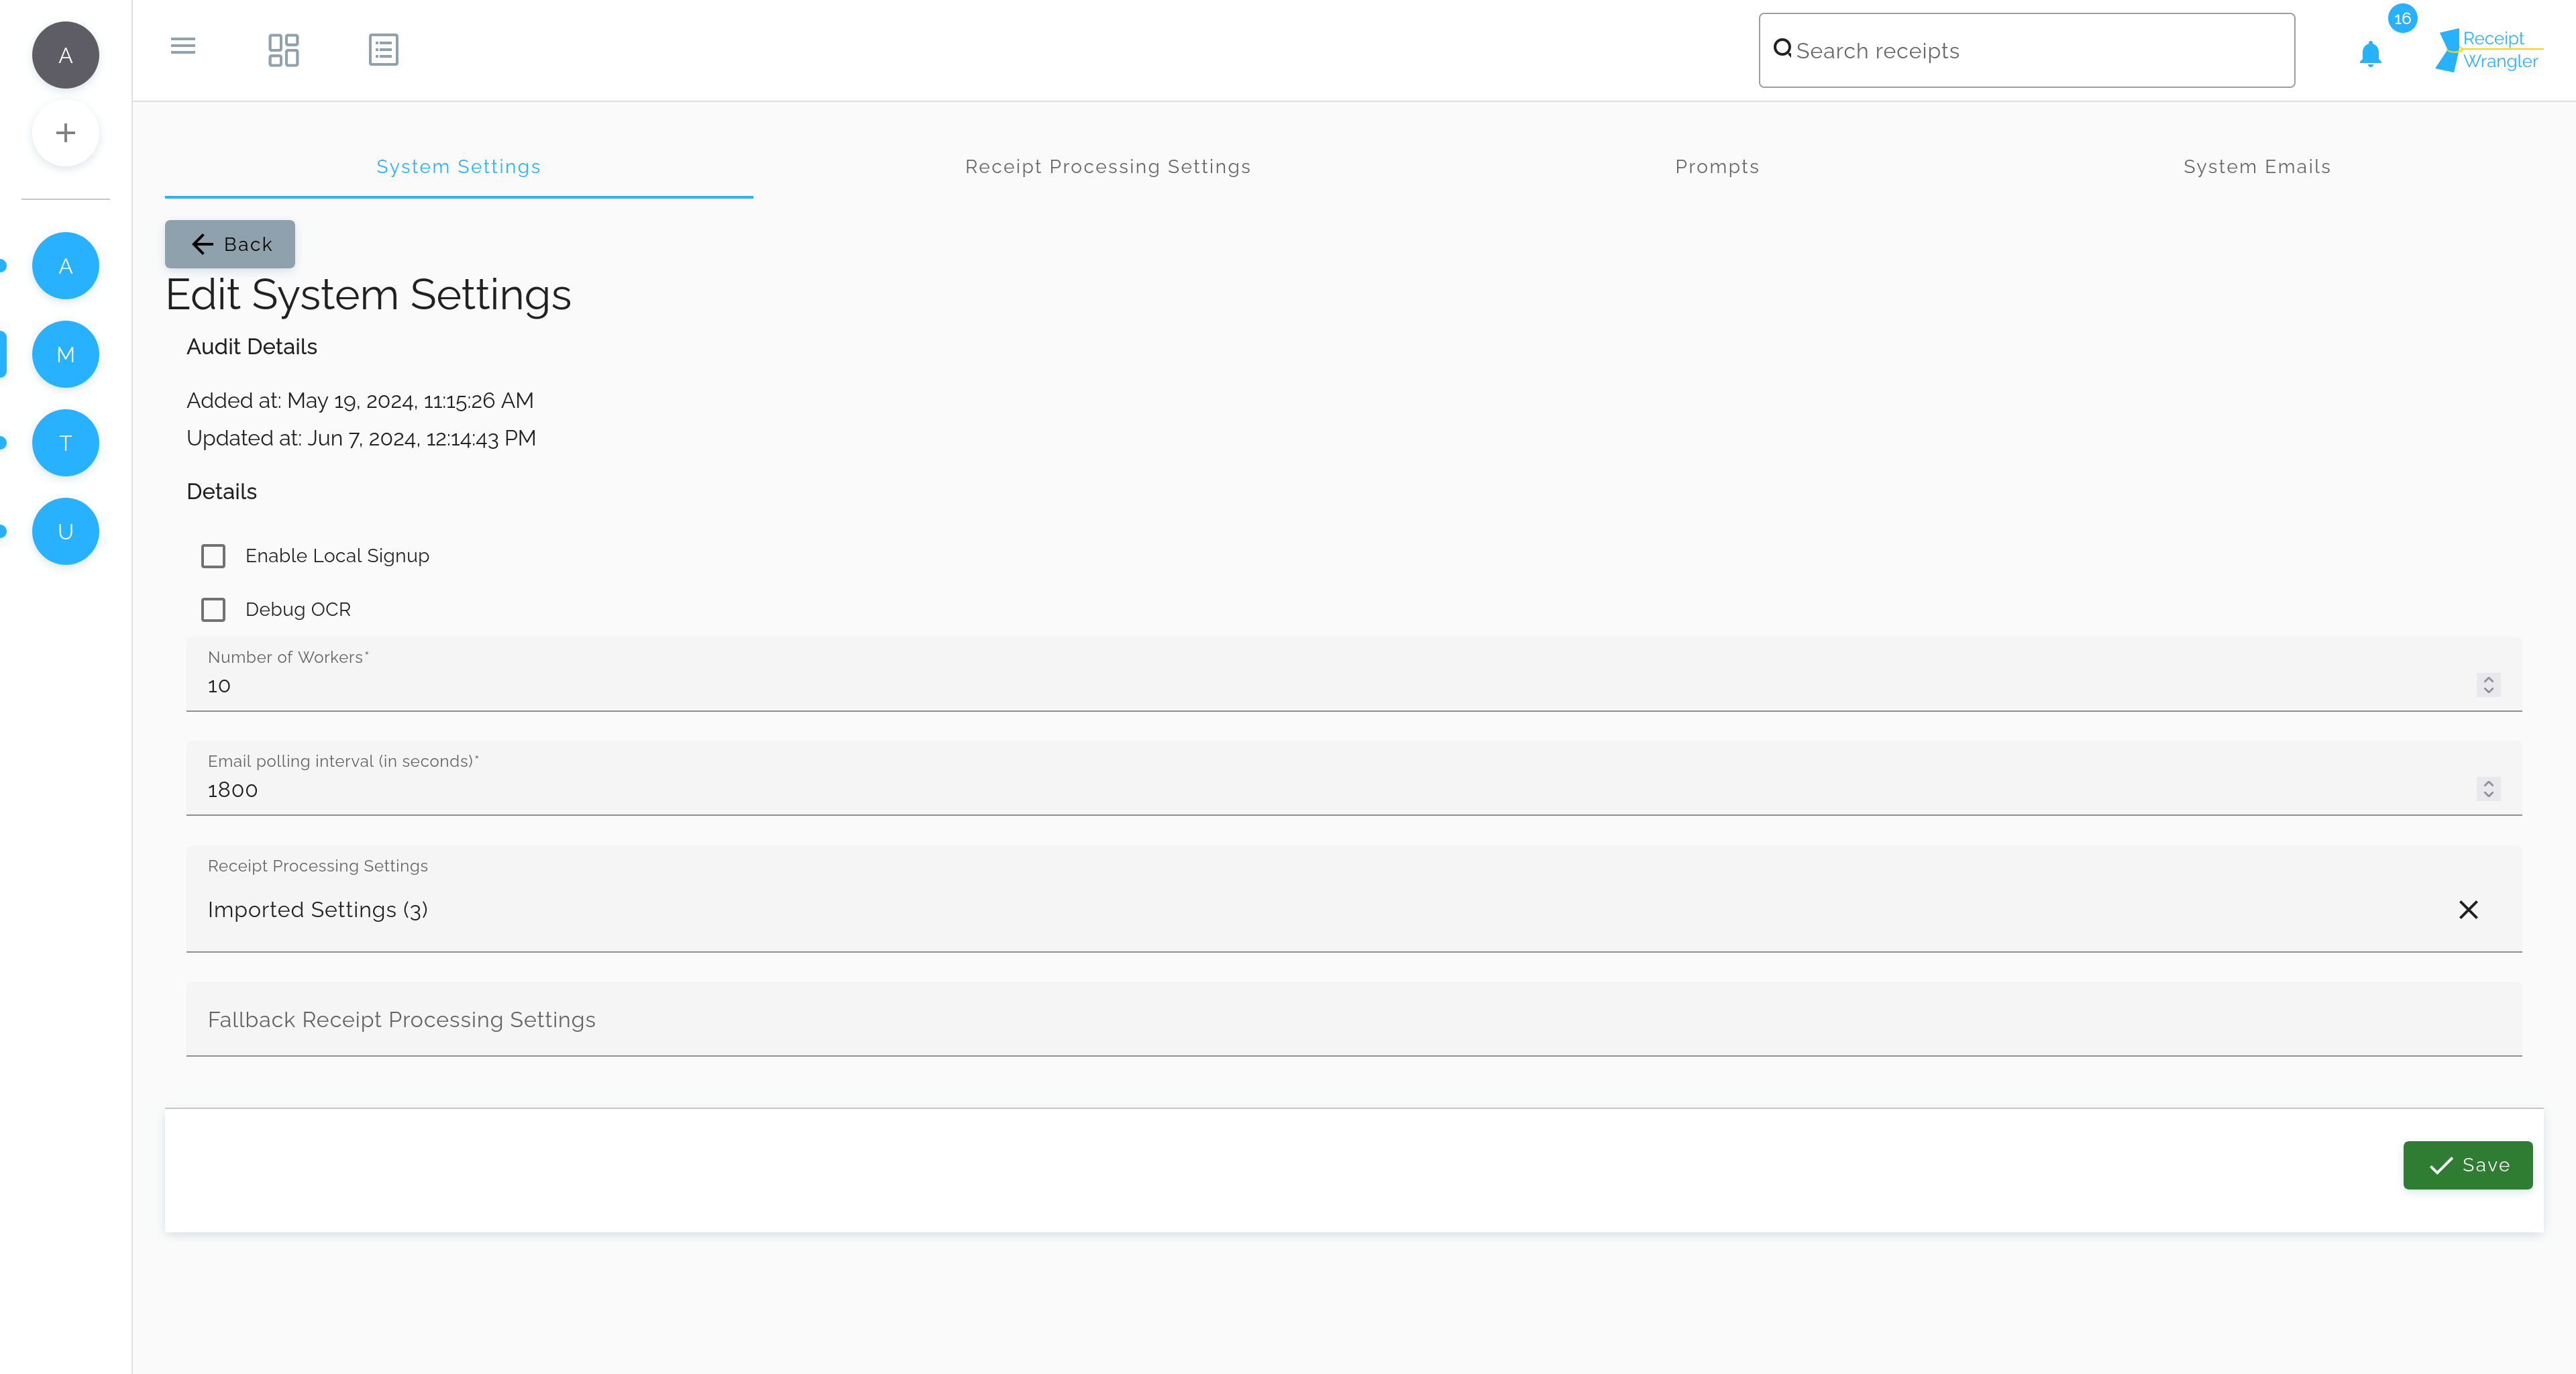 A
Search receipts
16
Receipt
Wrangler
System Settings
Receipt Processing Settings
Prompts
System Emails
Back
Edit System Settings
Audit Details
Added at: May 19, 2024, 11:15:26 AM
Updated at: Jun 7, 2024, 12:14:43 PM
Details
Enable Local Signup
Debug OCR
Number of Workers*
10
Email polling interval (in seconds)*
1800
Receipt Processing Settings
Imported Settings (3)
Fallback Receipt Processing Settings
Save
A
M
T
U